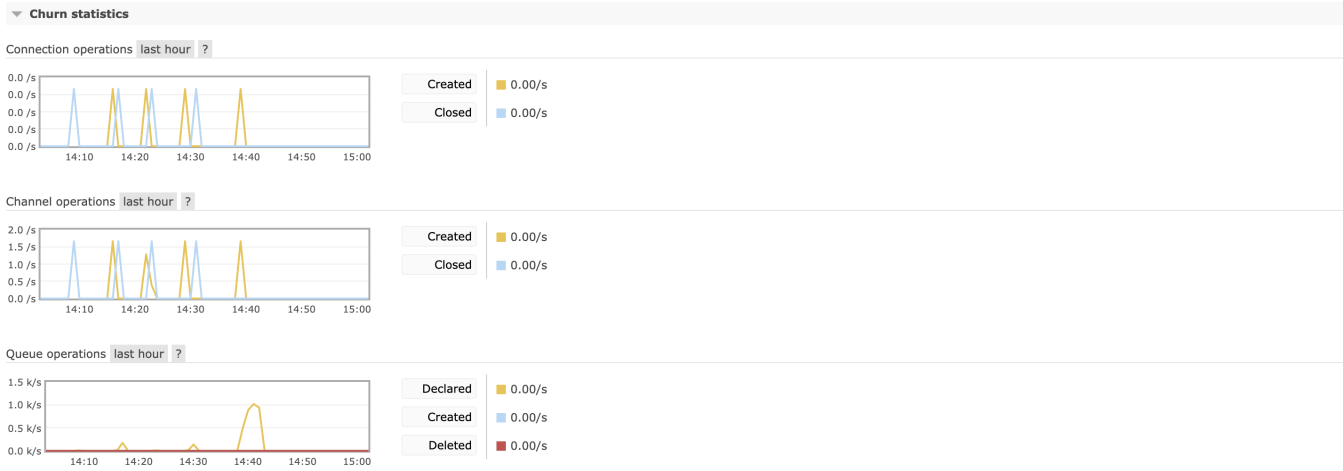 Churn statistics
Connection operations last hour ?
0.0 /s
0.0 /s
0.0 /s
0.0 /s
0.0 /s
14:10 14:20 14:30 14:40 14:50 15:00
Created 0.00/s
Closed 0.00/s
Channel operations last hour ?
2.0 /s
1.5 /s
1.0 /s
0.5 /s
0.0 /s
14:10 14:20 14:30 14:40 14:50 15:00
Created 0.00/s
Closed 0.00/s
Queue operations last hour ?
1.5 k/s
1.0 k/s
0.5 k/s
0.0 k/s
14:10 14:20 14:30 14:40 14:50 15:00
Declared 0.00/s
Created 0.00/s
Deleted 0.00/s